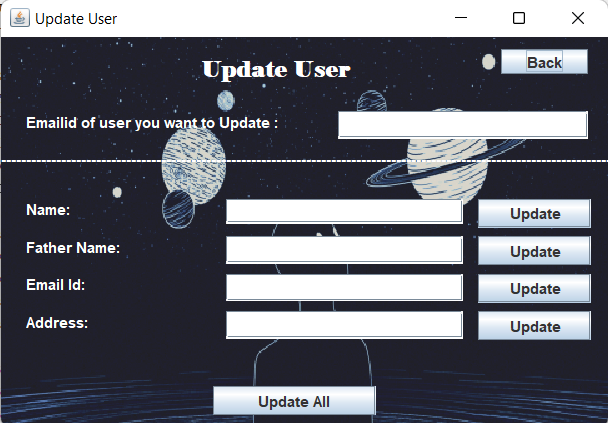 Update User
Update User
Back
Emailid of user you want to Update :
Name:
Update
Father Name:
Update
Email Id:
Update
Address:
Update
Update All